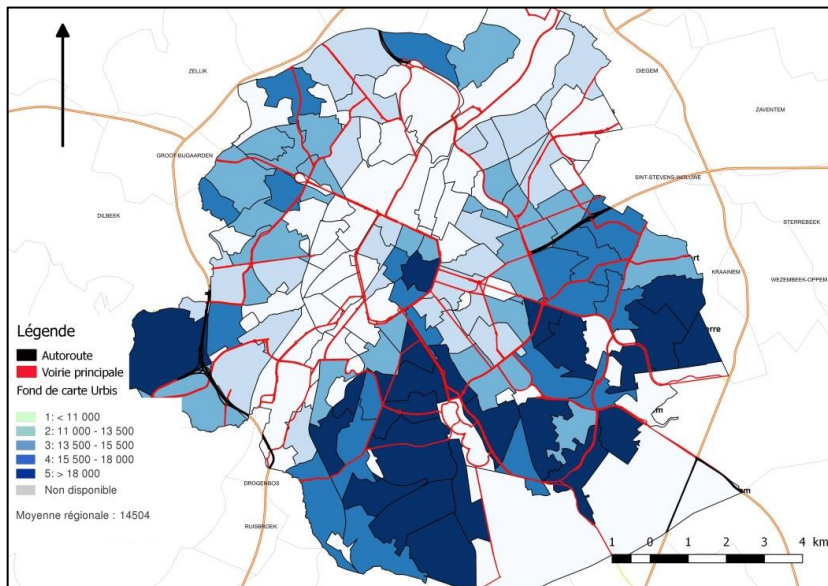 ZELLIK
DIEGEM
ZAVENTEM
GROOT-BIJGAARDEN
SINT-STEVENS-WOLUWE
DILBEEK
STERREBEEK
KRAAINEM
WEZEMBEEK-OPPEM
Légende
Autoroute
Voirie principale
Fond de carte Urbis
1: < 11 000
2: 11 000 - 13 500
3: 13 500 - 15 500
4: 15 500 - 18 000
5: > 18 000
Non disponible
Moyenne régionale : 14504
DROGENBOS
RUISBROEK
1 0 1 2 3 4 km